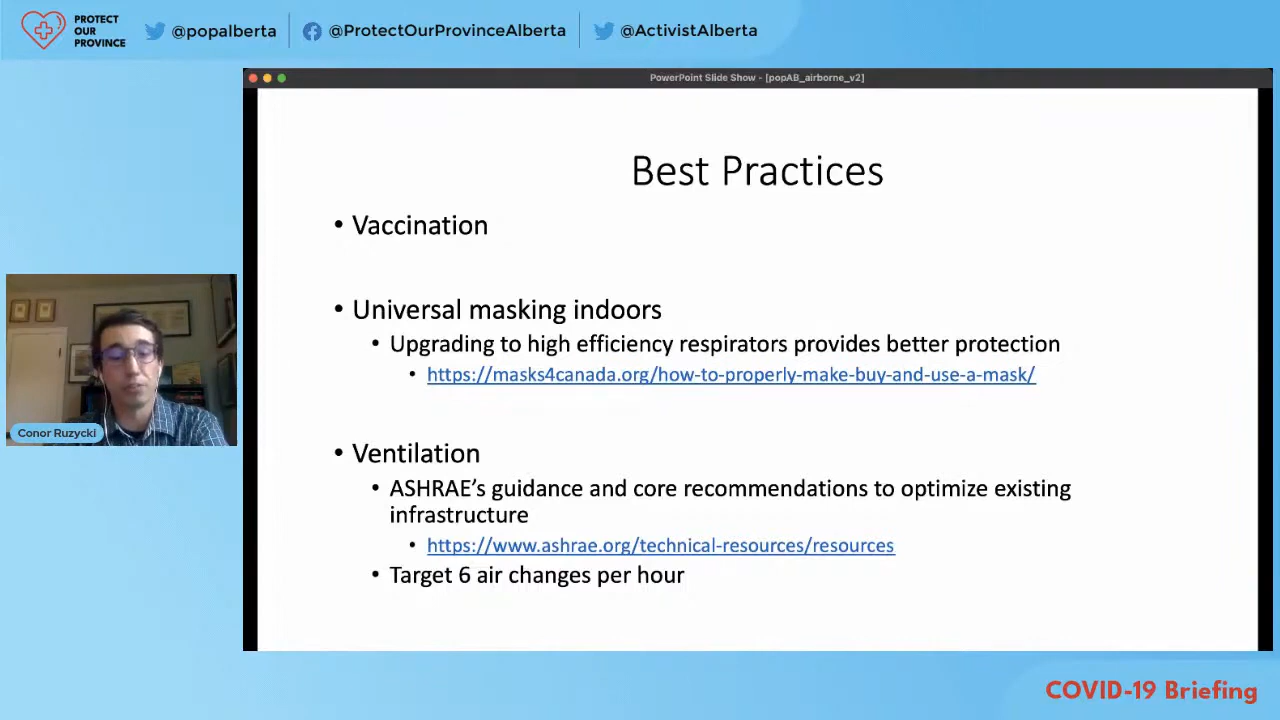 PROTECT
OUR
PROVINCE
@popalberta
@ProtectOurProvinceAlberta
@ActivistAlberta
PowerPoint Slide Show - [popAB_airborne_v2]
Best Practices
• Vaccination
• Universal masking indoors
• Upgrading to high efficiency respirators provides better protection
• https://masks4canada.org/how-to-properly-make-buy-and-use-a-mask/
• Ventilation
• ASHRAE’s guidance and core recommendations to optimize existing
infrastructure
• https://www.ashrae.org/technical-resources/resources
• Target 6 air changes per hour
Conor Ruzycki
COVID-19 Briefing